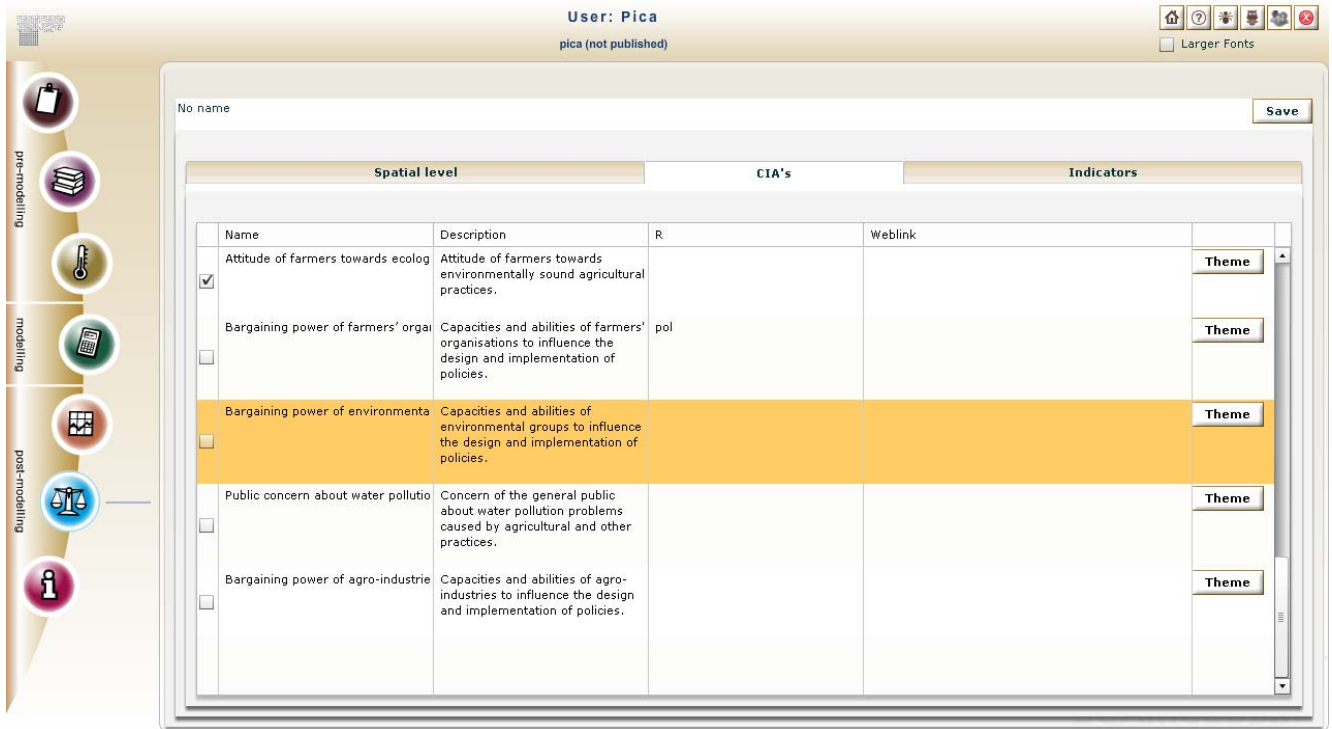 User: Pica
pica (not published)
Larger Fonts
pre-modelling
modelling
post-modelling
No name
Save
Spatial level
CIA's
Indicators
Name
Description
R
Weblink
Attitude of farmers towards ecolog
Attitude of farmers towards
environmentally sound agricultural
practices.
Theme
Bargaining power of farmers' orga
Capacities and abilities of farmers'
organisations to influence the
design and implementation of
policies.
pol
Theme
Bargaining power of environmenta
Capacities and abilities of
environmental groups to influence
the design and implementation of
policies.
Theme
Public concern about water pollutio
Concern of the general public
about water pollution problems
caused by agricultural and other
practices.
Theme
Bargaining power of agro-industrie
Capacities and abilities of agro-
industries to influence the design
and implementation of policies.
Theme